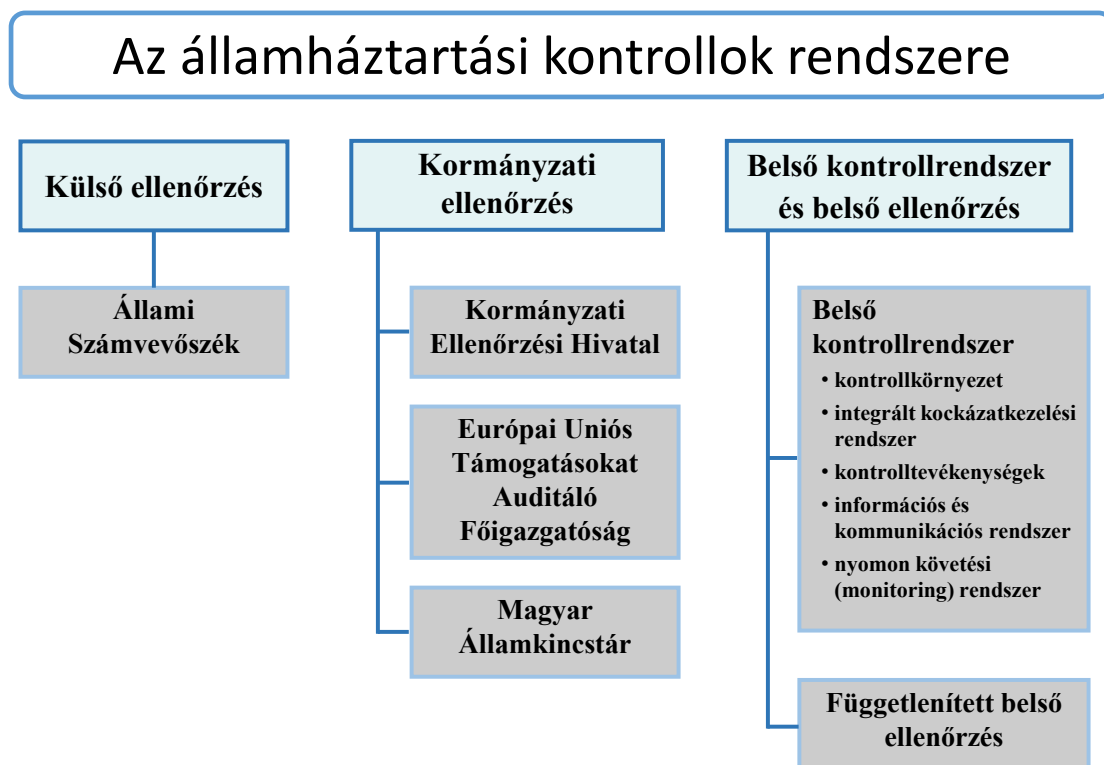 Az államháztartási kontrollok rendszere
Külső ellenőrzés
Állami
Számvevőszék
Kormányzati
ellenőrzés
Kormányzati
Ellenőrzési Hivatal
Európai Uniós
Támogatásokat
Auditáló
Főigazgatóság
Magyar
Államkincstár
Belső kontrollrendszer
és belső ellenőrzés
Belső
kontrollrendszer
• kontrollkörnyezet
• integrált kockázatkezelési
rendszer
• kontrolltevékenységek
• információs és
kommunikációs rendszer
• nyomon követési
(monitoring) rendszer
Függetlenített belső
ellenőrzés